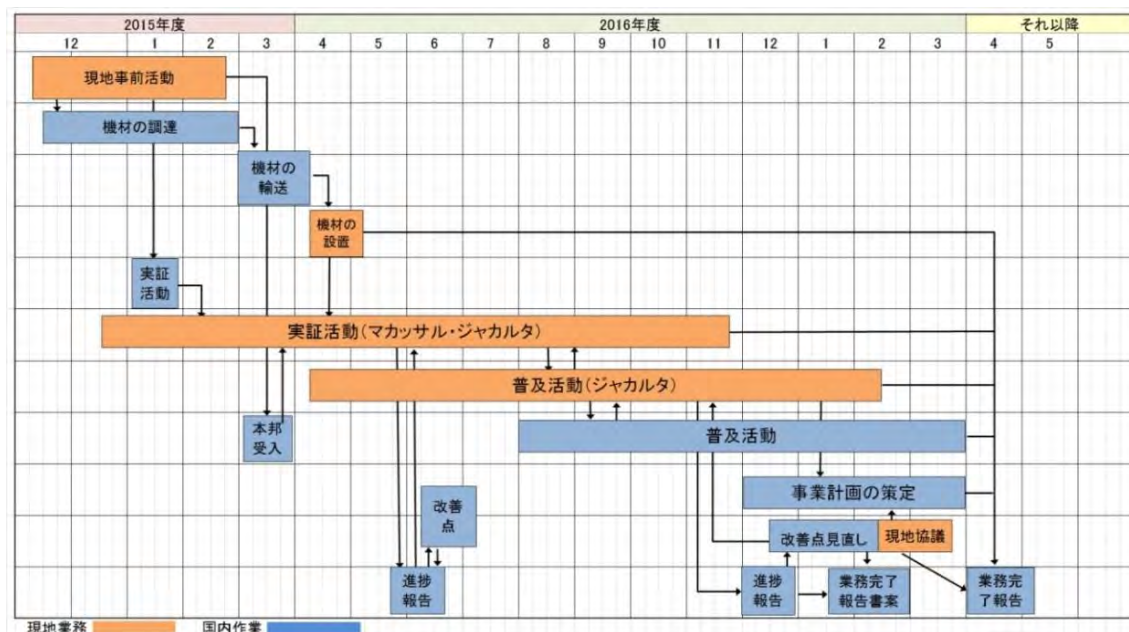 2015年度 2016年度 それ以降
12 1 2 3 4 5 6 7 8 9 10 11 12 1 2 3 4 5
現地事前活動
機材の調達
機材の
輸送
機材の
設置
実証
活動
実証活動(マカッサル・ジャカルタ)
普及活動(ジャカルタ)
本邦
受入
普及活動
事業計画の策定
改善
点
改善点見直し
現地協議
進捗
報告
進捗
報告
業務完了
報告書案
業務完
了報告
現地業務 国内作業